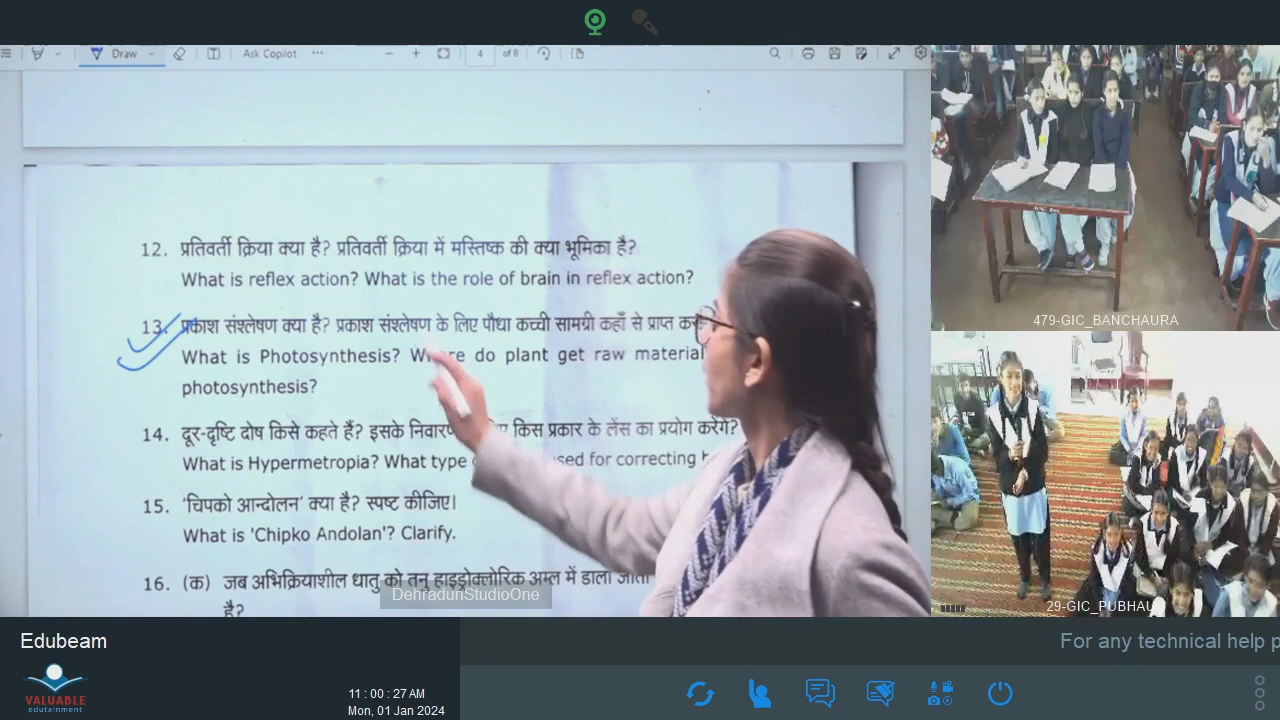 Draw
Ask Copilot
4 of 8
12. प्रतिवर्ती क्रिया क्या है? प्रतिवर्ती क्रिया में मस्तिष्क की क्या भूमिका है?
What is reflex action? What is the role of brain in reflex action?
13. प्रकाश संश्लेषण क्या है? प्रकाश संश्लेषण के लिए पौधा कच्ची सामग्री कहाँ से प्राप्त
What is Photosynthesis? Where do plant get raw material
photosynthesis?
14. दूर-दृष्टि दोष किसे कहते हैं? इसके किस प्रकार के लेंस का प्रयोग करेंगे?
What is Hypermetropia? What type used for correcting
15. 'चिपको आन्दोलन' क्या है? स्पष्ट कीजिए।
What is 'Chipko Andolan'? Clarify.
16. (क) जब अभिक्रियाशील धातु को तनु हाइड्रोक्लोरिक अम्ल में डाला जाता
है?
DehradunStudioOne
479-GIC_BANCHAURA
29-GIC_PUBHAU
Edubeam
VALUABLE
edutainment
11 : 00 : 27 AM
Mon, 01 Jan 2024
For any technical help p